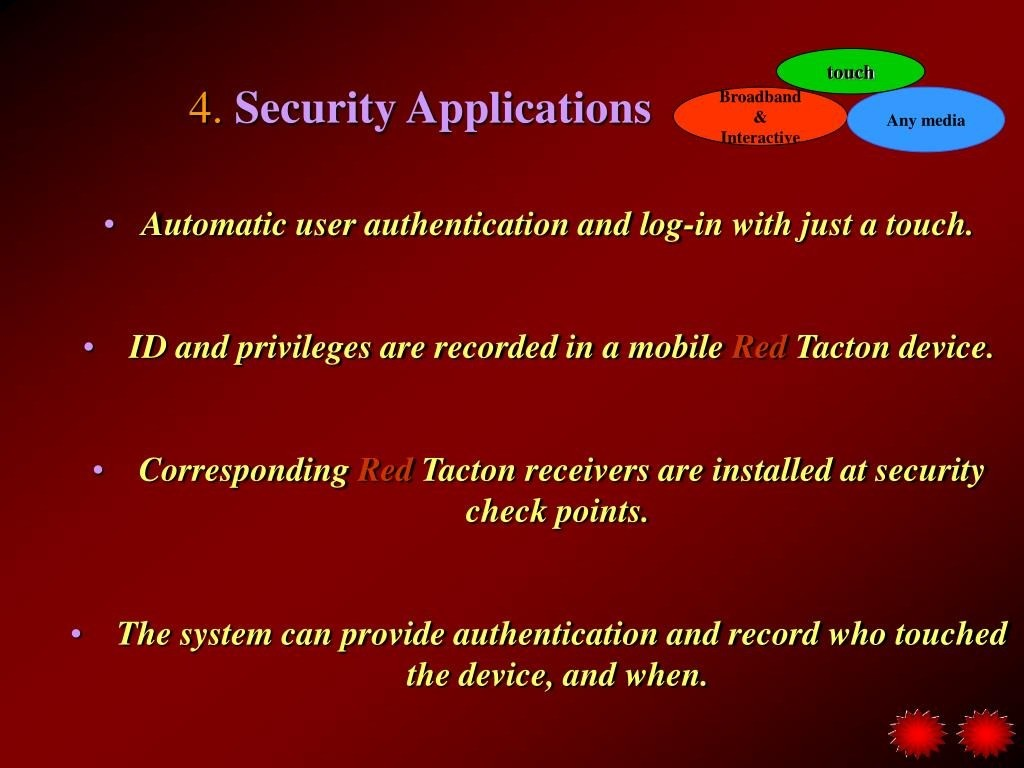 touch
4. Security Applications
Broadband
&
Interactive
Any media
• Automatic user authentication and log-in with just a touch.
• ID and privileges are recorded in a mobile Red Tacton device.
• Corresponding Red Tacton receivers are installed at security
check points.
• The system can provide authentication and record who touched
the device, and when.